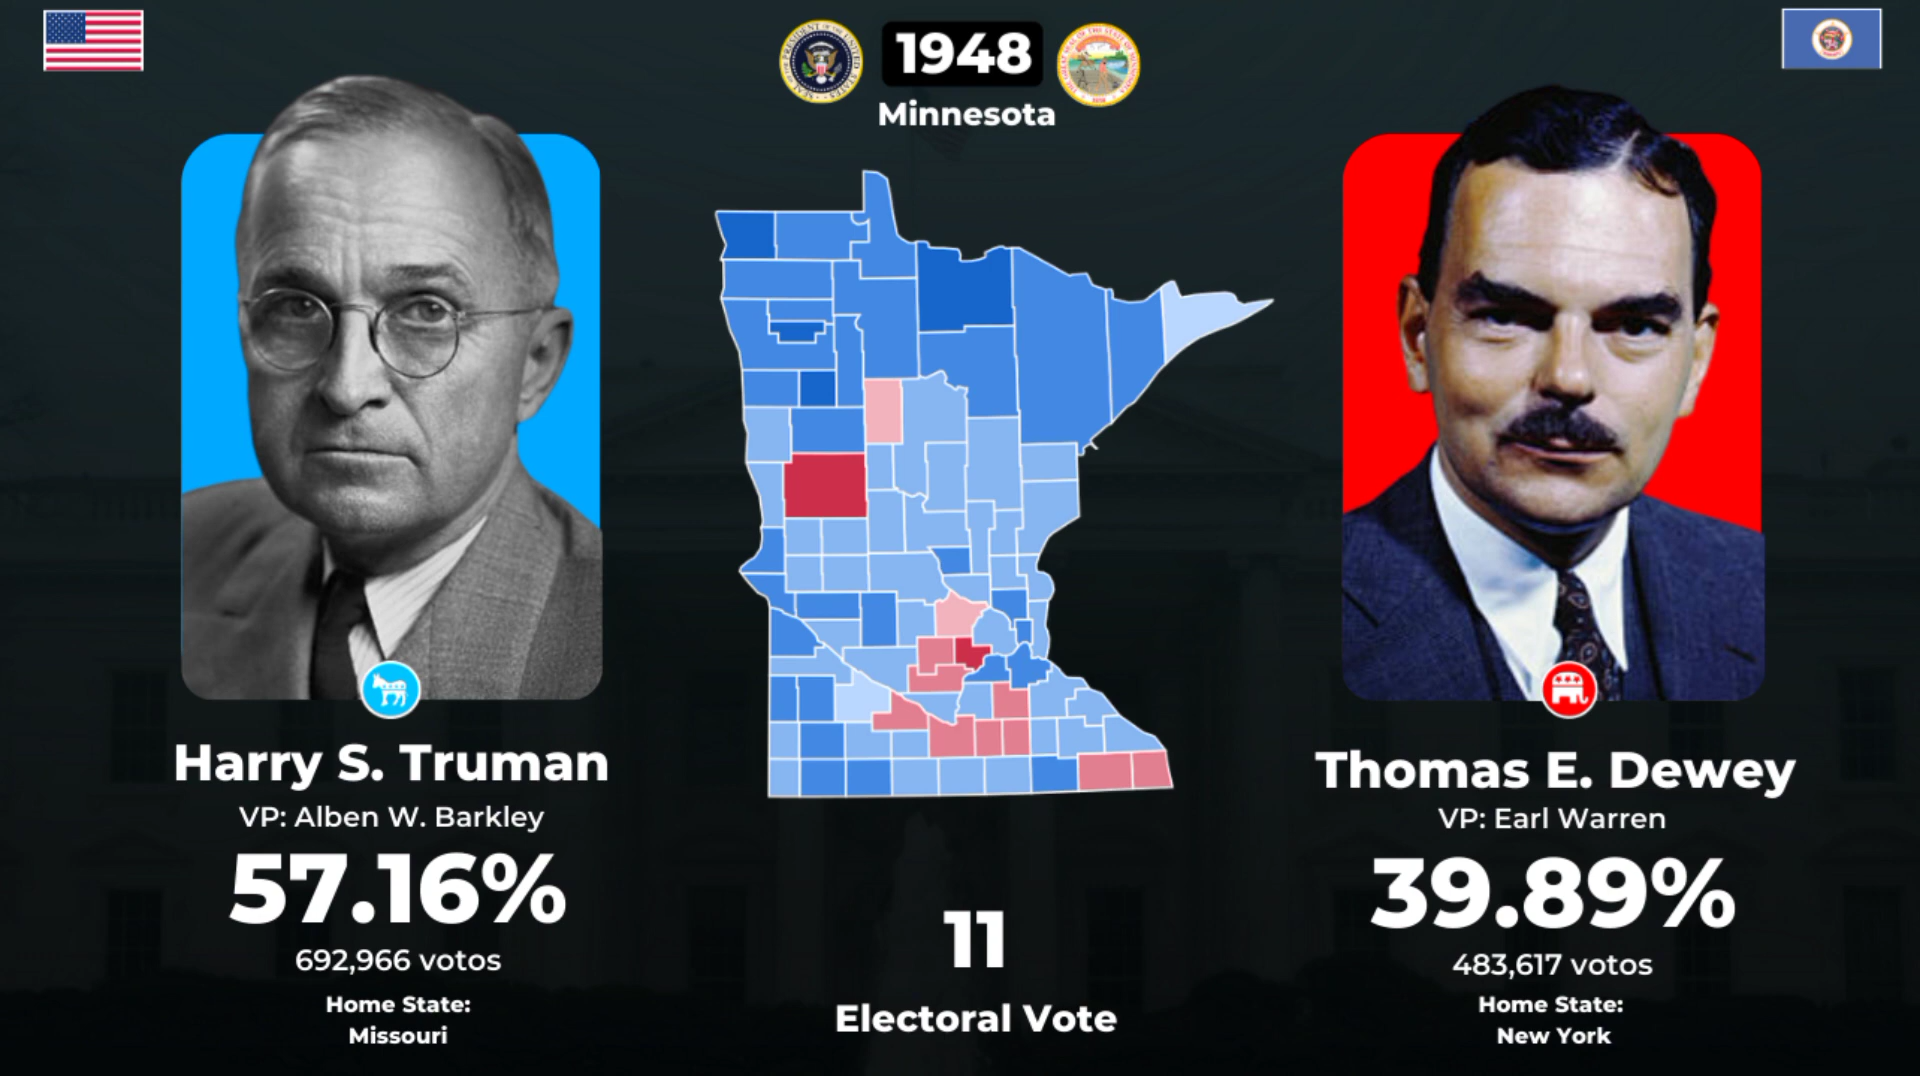 1948
Minnesota
Harry S. Truman
VP: Alben W. Barkley
57.16%
692,966 votos
Home State:
Missouri
11
Electoral Vote
Thomas E. Dewey
VP: Earl Warren
39.89%
483,617 votos
Home State:
New York